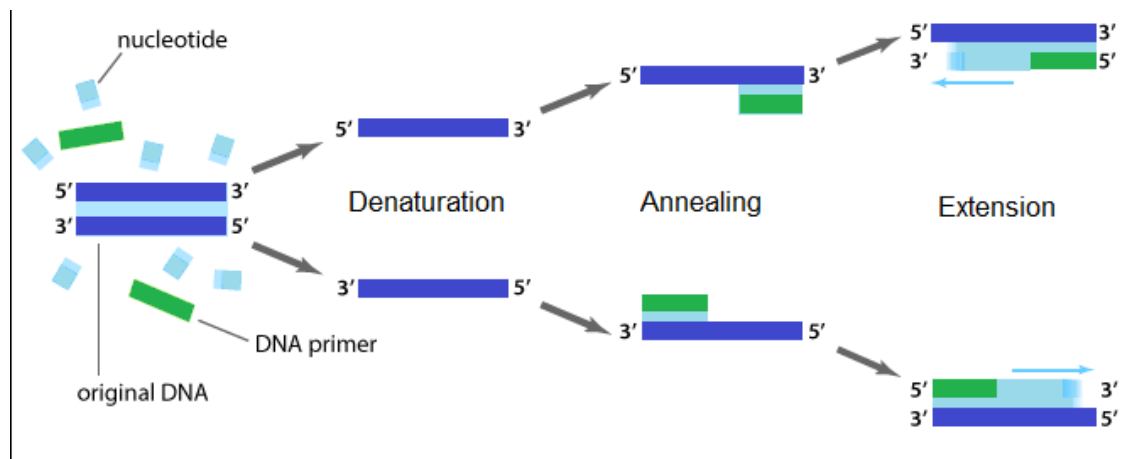 nucleotide
5′ 3′
3′ 5′
DNA primer
original DNA
5′ 3′
Denaturation
3′ 5′
5′ 3′
Annealing
3′ 5′
5′ 3′
3′ 5′
Extension
5′ 3′
3′ 5′